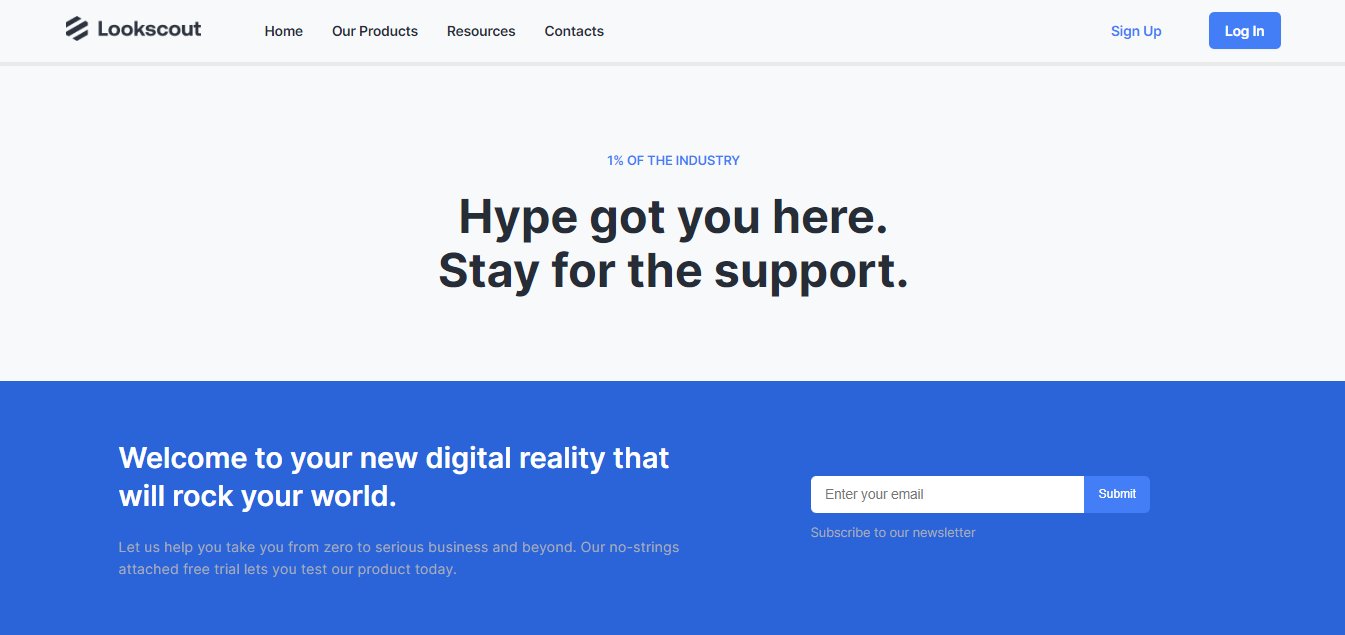 Lookscout Home Our Products Resources Contacts Sign Up Log In
1% OF THE INDUSTRY
Hype got you here.
Stay for the support.
Welcome to your new digital reality that
will rock your world.
Let us help you take you from zero to serious business and beyond. Our no-strings
attached free trial lets you test our product today.
Enter your email Submit
Subscribe to our newsletter